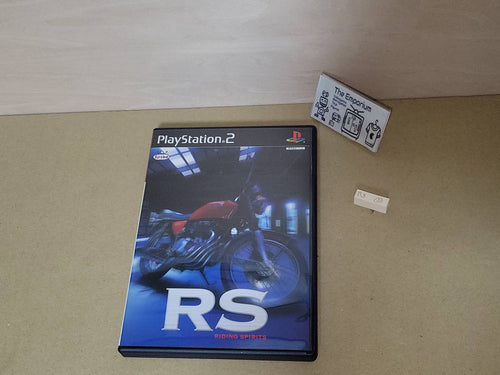 PlayStation.2
RS
RIDING SPIRITS
The Emporium